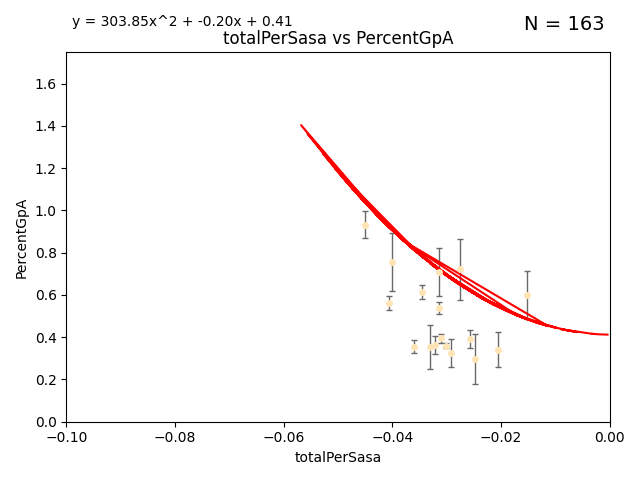 y = 303.85x^2 + -0.20x + 0.41
N = 163
totalPerSasa vs PercentGpA
1.6
1.4
1.2
1.0
0.8
0.6
0.4
0.2
0.0
PercentGpA
−0.10 −0.08 −0.06 −0.04 −0.02 0.00
totalPerSasa